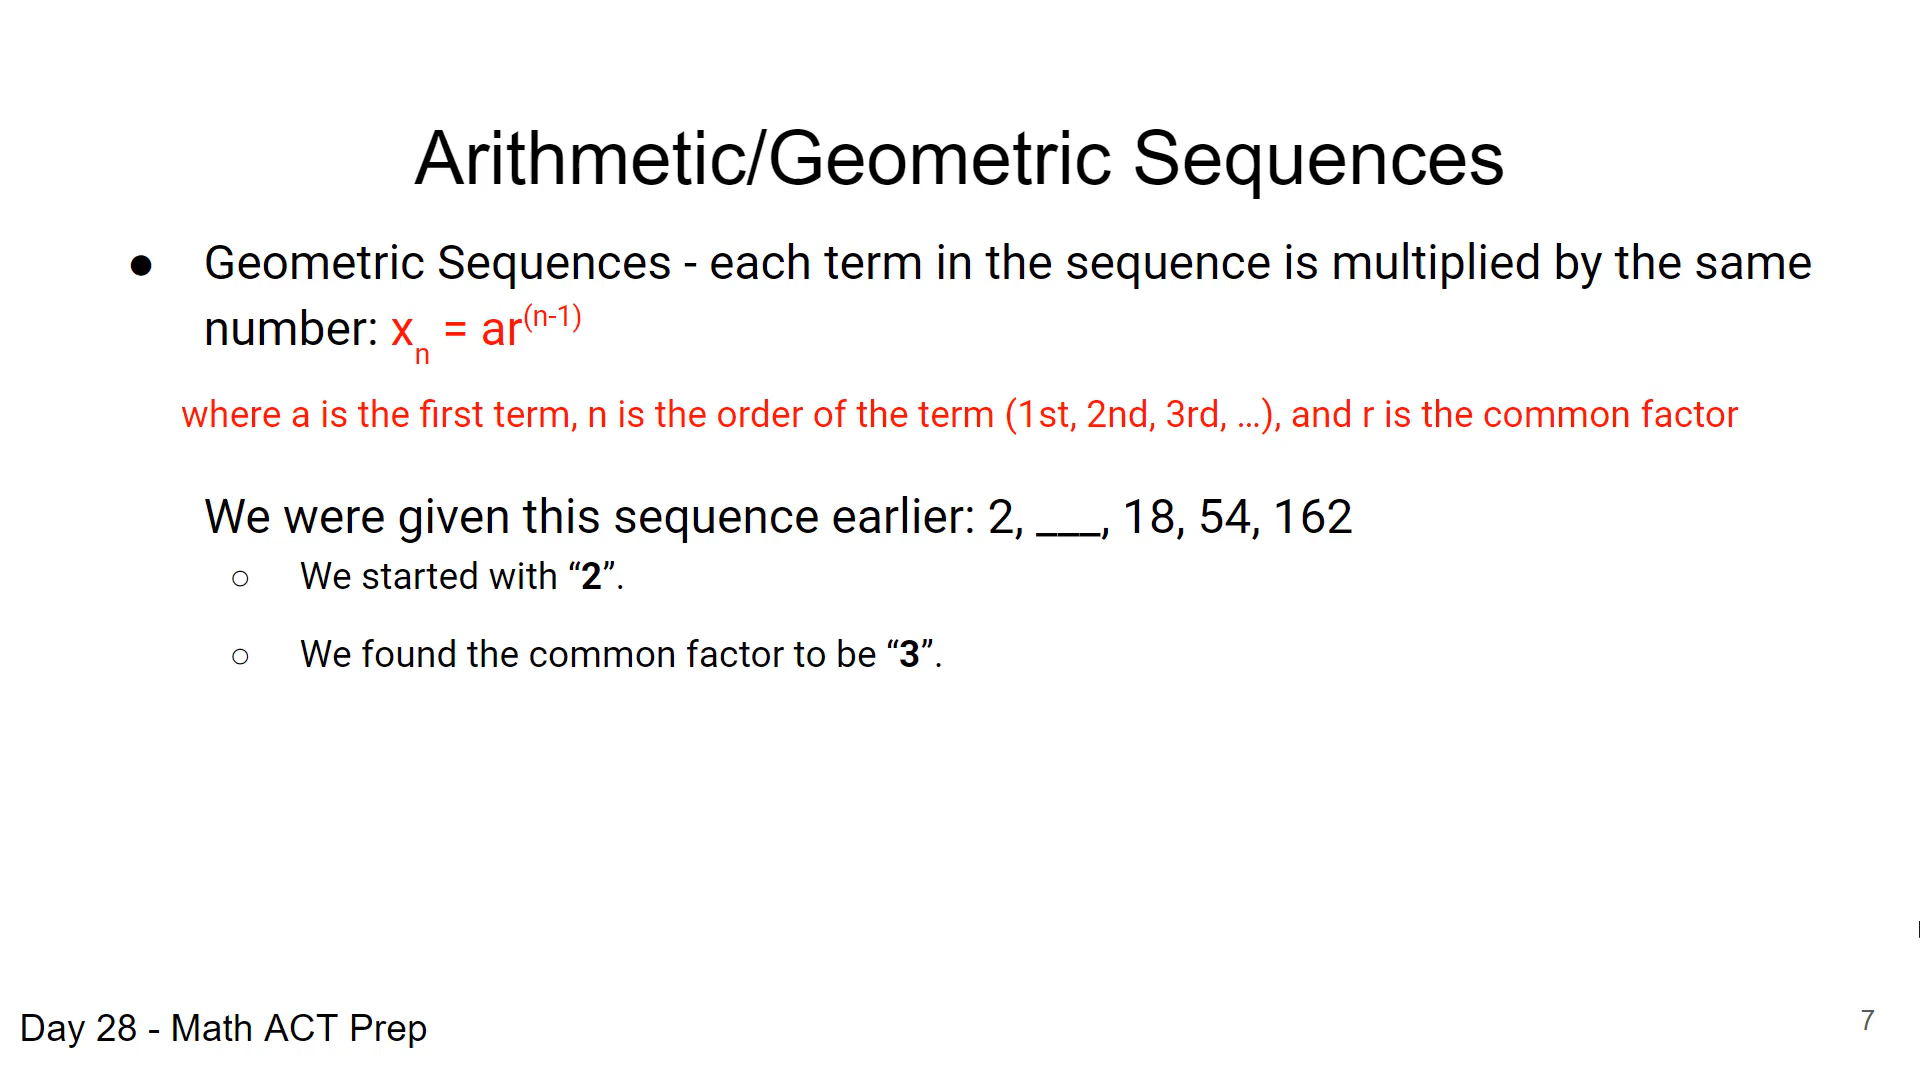 Arithmetic/Geometric Sequences
● Geometric Sequences - each term in the sequence is multiplied by the same
number: xₙ = ar⁽ⁿ⁻¹⁾
where a is the first term, n is the order of the term (1st, 2nd, 3rd, ...), and r is the common factor
We were given this sequence earlier: 2, ___, 18, 54, 162
○ We started with “2”.
○ We found the common factor to be “3”.
Day 28 - Math ACT Prep
7